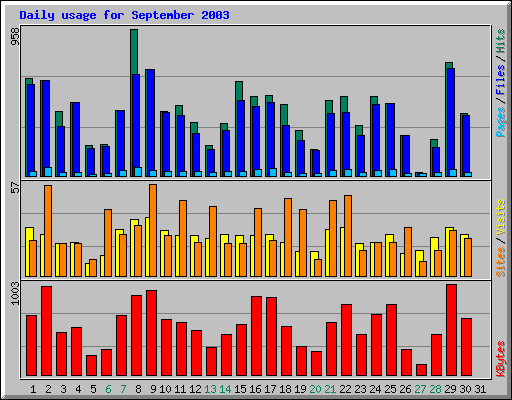 Daily usage for September 2003
958
Pages / Files / Hits
57
Sites / Visits
1003
KBytes
1 2 3 4 5 6 7 8 9 10 11 12 13 14 15 16 17 18 19 20 21 22 23 24 25 26 27 28 29 30 31